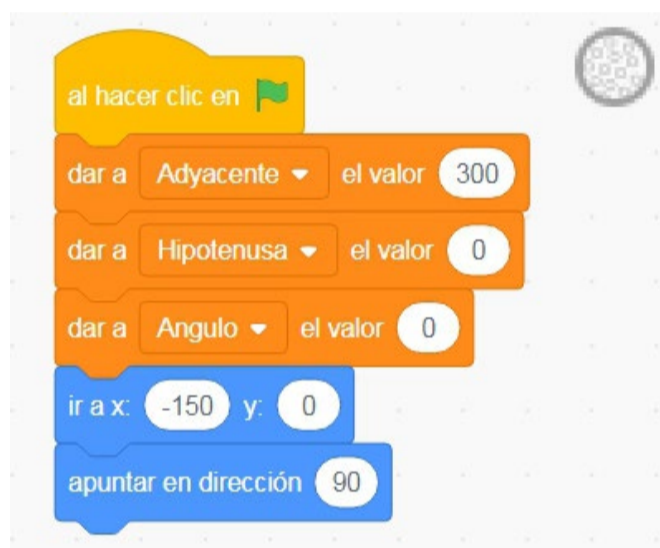 al hacer clic en
dar a Adyacente el valor 300
dar a Hipotenusa el valor 0
dar a Angulo el valor 0
ir a x: -150 y: 0
apuntar en dirección 90